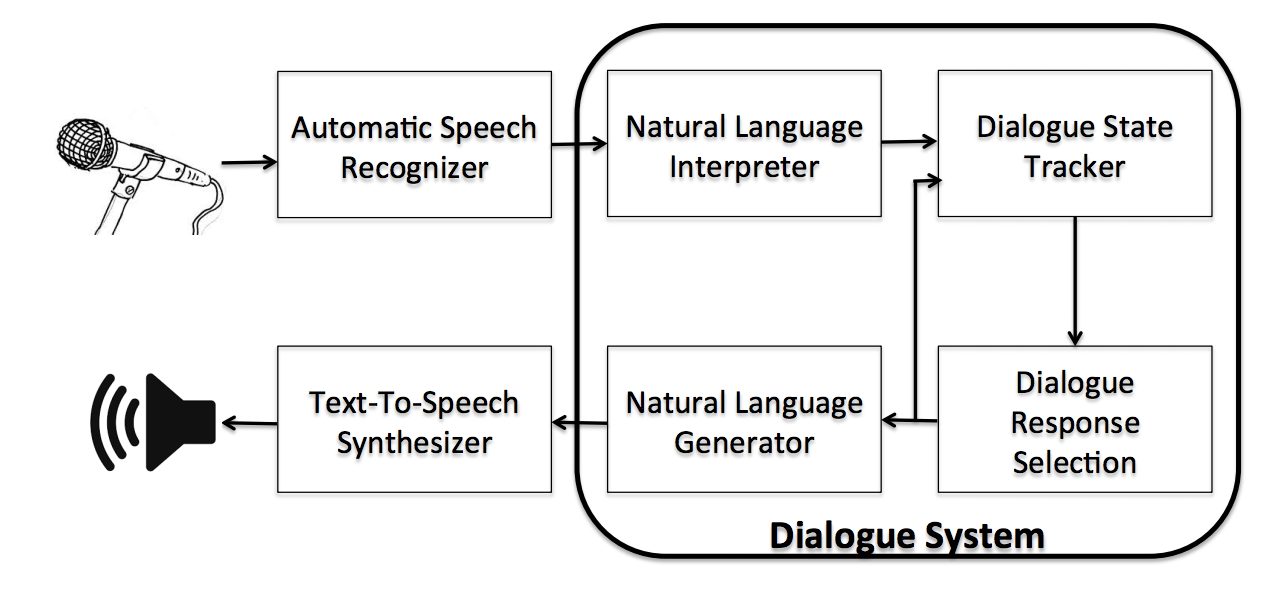 Automatic Speech
Recognizer
Natural Language
Interpreter
Dialogue State
Tracker
Text-To-Speech
Synthesizer
Natural Language
Generator
Dialogue
Response
Selection
Dialogue System